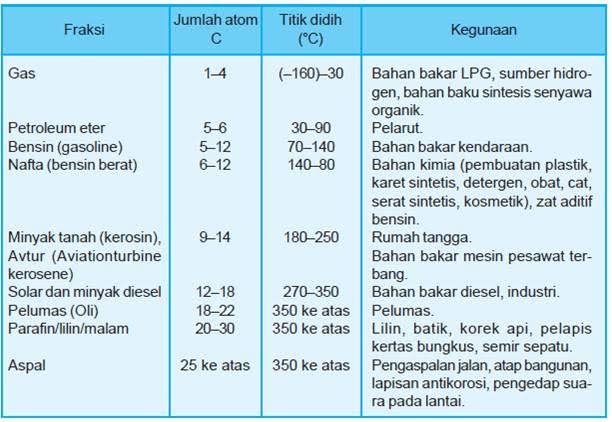 Fraksi Jumlah atom C Titik didih (°C) Kegunaan
Gas 1–4 (–160)–30 Bahan bakar LPG, sumber hidro-
gen, bahan baku sintesis senyawa
organik.
Petroleum eter 5–6 30–90 Pelarut.
Bensin (gasoline) 5–12 70–140 Bahan bakar kendaraan.
Nafta (bensin berat) 6–12 140–80 Bahan kimia (pembuatan plastik,
karet sintetis, detergen, obat, cat,
serat sintetis, kosmetik), zat aditif
bensin.
Minyak tanah (kerosin), 9–14 180–250 Rumah tangga.
Avtur (Aviationturbine Bahan bakar mesin pesawat ter-
kerosene) bang.
Solar dan minyak diesel 12–18 270–350 Bahan bakar diesel, industri.
Pelumas (Oli) 18–22 350 ke atas Pelumas.
Parafin/lilin/malam 20–30 350 ke atas Lilin, batik, korek api, pelapis
kertas bungkus, semir sepatu.
Aspal 25 ke atas 350 ke atas Pengaspalan jalan, atap bangunan,
lapisan antikorosi, pengedap sua-
ra pada lantai.